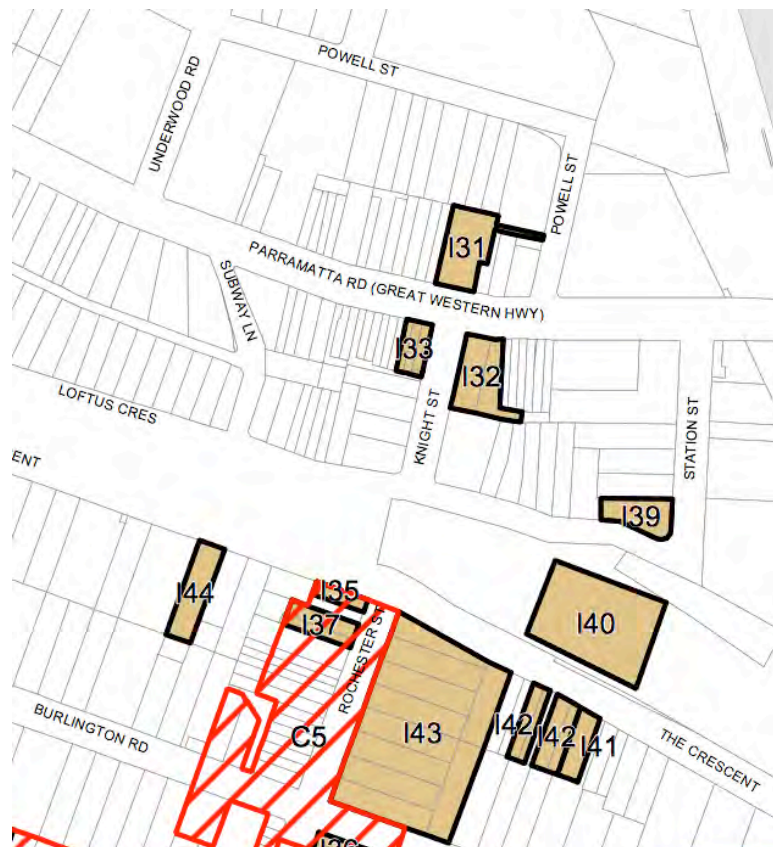 POWELL ST
UNDERWOOD RD
POWELL ST
I31
PARRAMATTA RD (GREAT WESTERN HWY)
SUBWAY LN
I33
I32
LOFTUS CRES
KNIGHT ST
STATION ST
ENT
I39
I44
I35
I37
I40
ROCHESTER ST
BURLINGTON RD
C5
I43
I42
I42
I41
THE CRESCENT